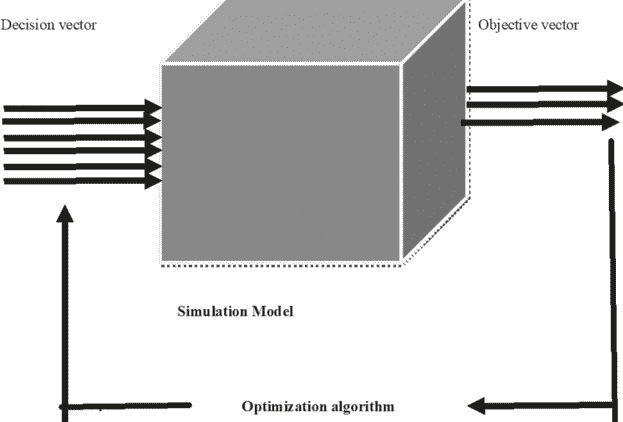 Decision vector
Objective vector
Simulation Model
Optimization algorithm